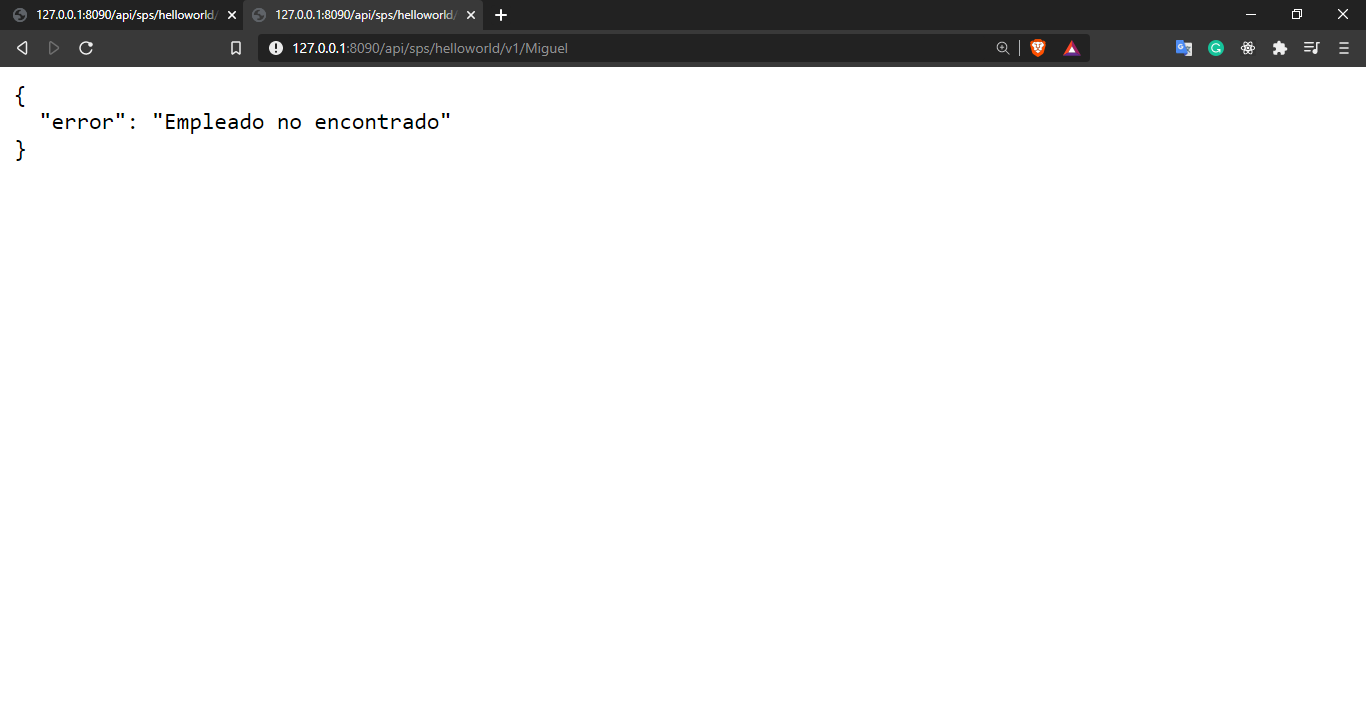 127.0.0.1:8090/api/sps/helloworld/
127.0.0.1:8090/api/sps/helloworld/
127.0.0.1:8090/api/sps/helloworld/v1/Miguel
{
"error": "Empleado no encontrado"
}